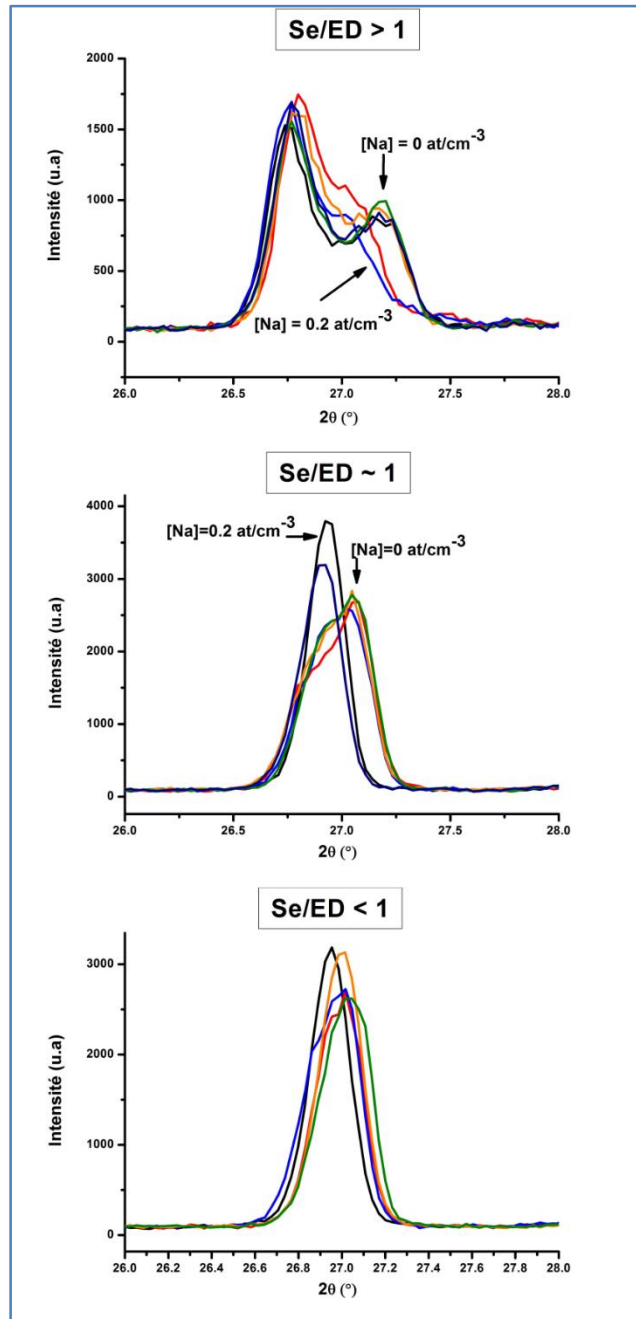 Se/ED > 1
2000
1500
1000
500
0
Intensité (u.a)
[Na] = 0 at/cm-3
[Na] = 0.2 at/cm-3
26.0 26.5 27.0 27.5 28.0
2θ (°)
Se/ED ~ 1
4000
3000
2000
1000
0
Intensité (u.a)
[Na]=0.2 at/cm-3
[Na]=0 at/cm-3
26.0 26.5 27.0 27.5 28.0
2θ (°)
Se/ED < 1
3000
2000
1000
0
Intensité (u.a)
26.0 26.2 26.4 26.6 26.8 27.0 27.2 27.4 27.6 27.8 28.0
2θ (°)